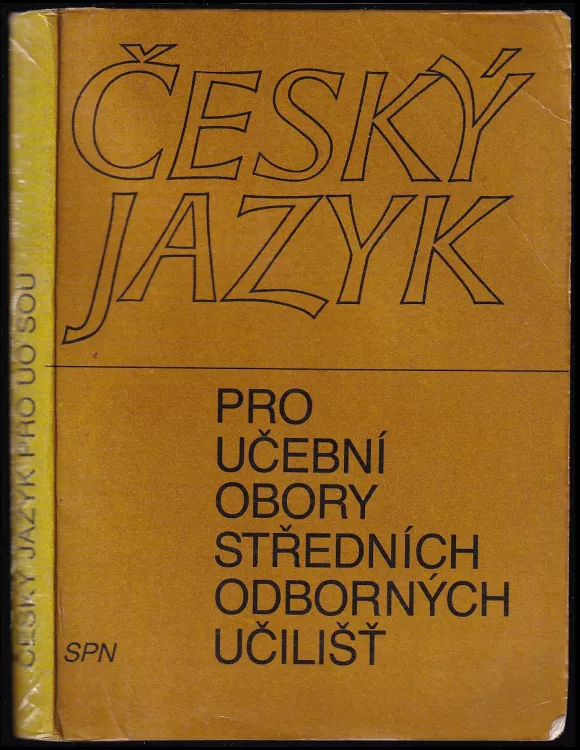 ČESKÝ
JAZYK
PRO
UČEBNÍ
OBORY
STŘEDNÍCH
ODBORNÝCH
UČILIŠŤ
SPN
ČESKÝ JAZYK PRO UO SOU